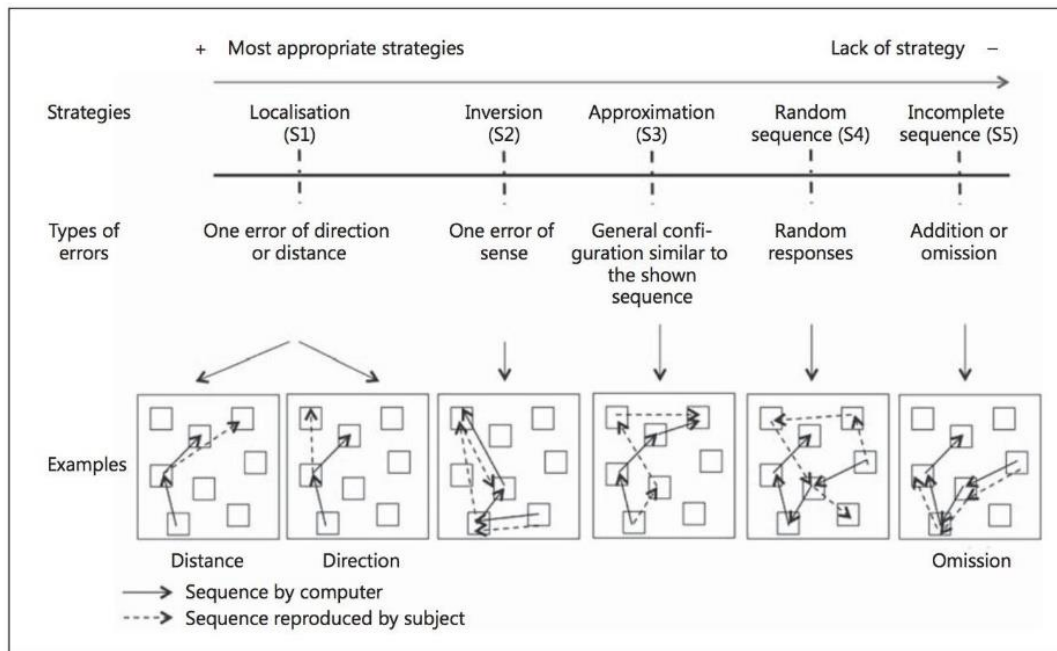 + Most appropriate strategies
Lack of strategy –
Strategies
Localisation
(S1)
Inversion
(S2)
Approximation
(S3)
Random
sequence (S4)
Incomplete
sequence (S5)
Types of
errors
One error of direction
or distance
One error of
sense
General confi-
guration similar to
the shown
sequence
Random
responses
Addition or
omission
Examples
Distance
Direction
Omission
Sequence by computer
Sequence reproduced by subject